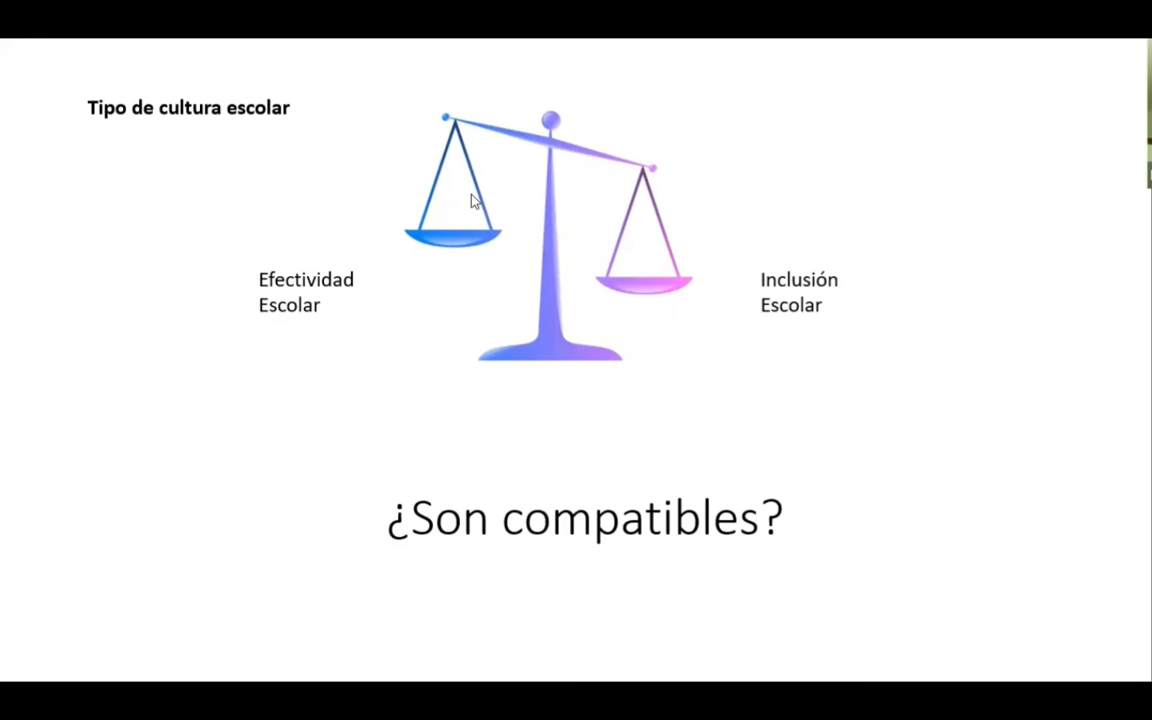 Tipo de cultura escolar
Efectividad
Escolar
Inclusión
Escolar
¿Son compatibles?